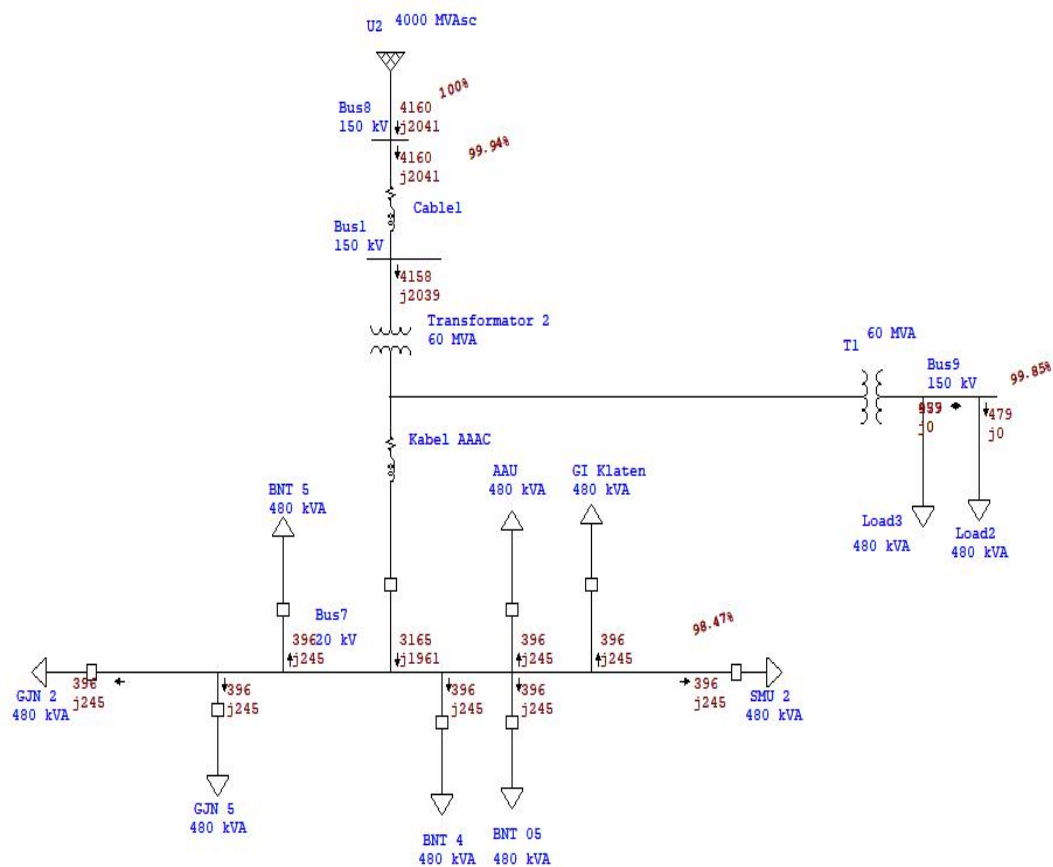 U2 4000 MVAsc
100%
Bus8
150 kV
4160
j2041
4160
j2041
99.94%
Cable1
Bus1
150 kV
4158
j2039
Transformator 2
60 MVA
60 MVA
T1
Bus9
150 kV
99.85%
j0
479
j0
Kabel AAAC
BNT 5
480 kVA
AAU
480 kVA
GI Klaten
480 kVA
Load3
480 kVA
Load2
480 kVA
Bus7
20 kV
396
j245
3165
j1961
396
j245
396
j245
98.47%
GJN 2
480 kVA
396
j245
396
j245
396
j245
396
j245
396
j245
SMU 2
480 kVA
GJN 5
480 kVA
BNT 4
480 kVA
BNT 05
480 kVA